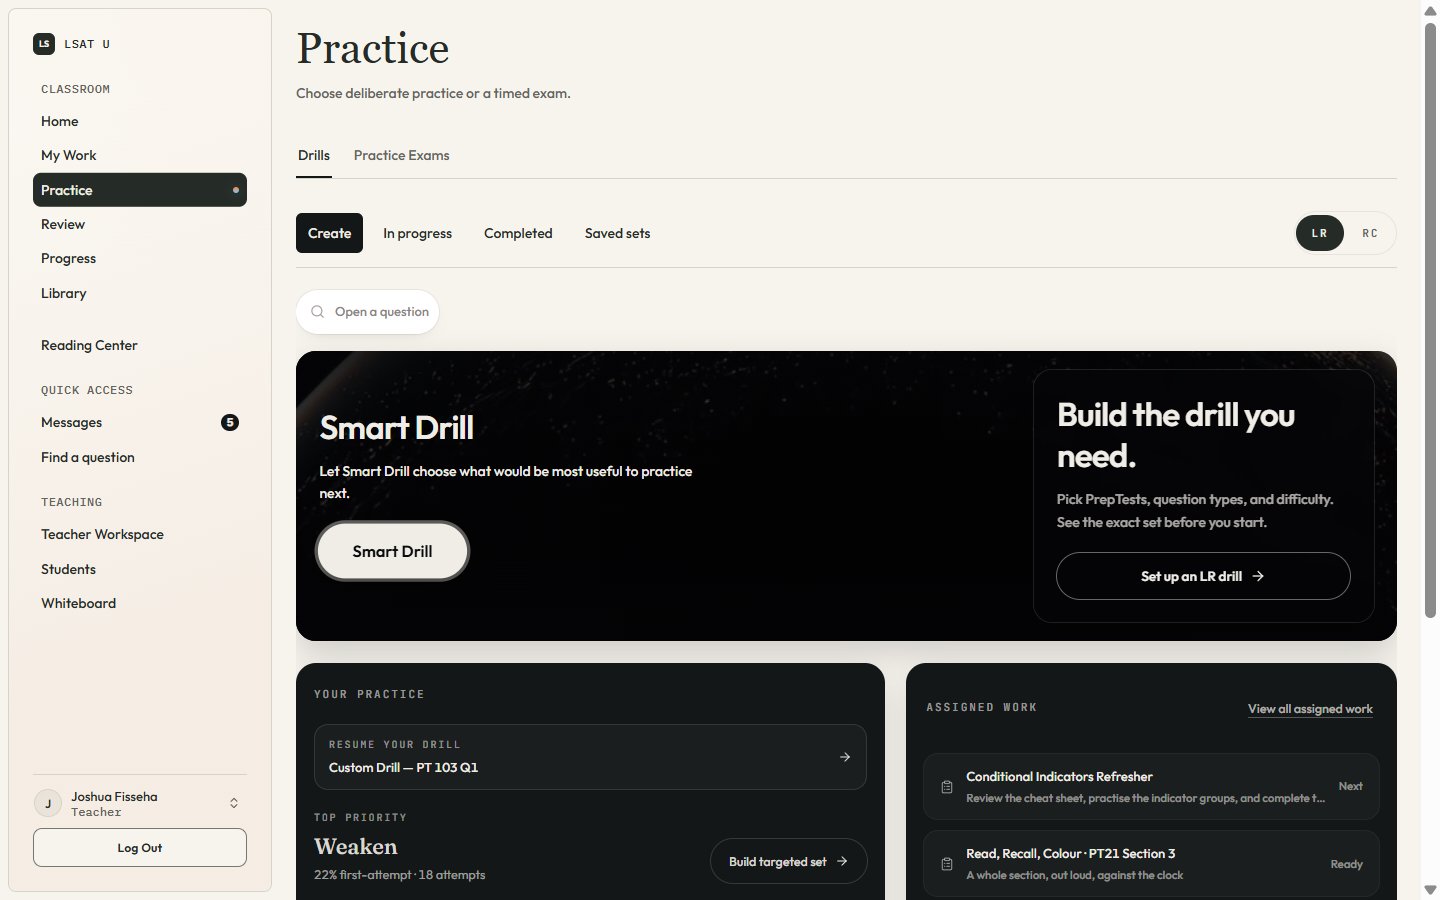 LS LSAT U
CLASSROOM
Home
My Work
Practice
Review
Progress
Library
Reading Center
QUICK ACCESS
Messages 5
Find a question
TEACHING
Teacher Workspace
Students
Whiteboard
J Joshua Fisseha
Teacher
Log Out
Practice
Choose deliberate practice or a timed exam.
Drills Practice Exams
Create In progress Completed Saved sets LR RC
Open a question
Smart Drill
Let Smart Drill choose what would be most useful to practice
next.
Smart Drill
Build the drill you
need.
Pick PrepTests, question types, and difficulty.
See the exact set before you start.
Set up an LR drill →
YOUR PRACTICE
RESUME YOUR DRILL
Custom Drill — PT 103 Q1 →
TOP PRIORITY
Weaken
22% first-attempt · 18 attempts
Build targeted set →
ASSIGNED WORK
View all assigned work
Conditional Indicators Refresher
Review the cheat sheet, practise the indicator groups, and complete t...
Next
Read, Recall, Colour · PT21 Section 3
A whole section, out loud, against the clock
Ready